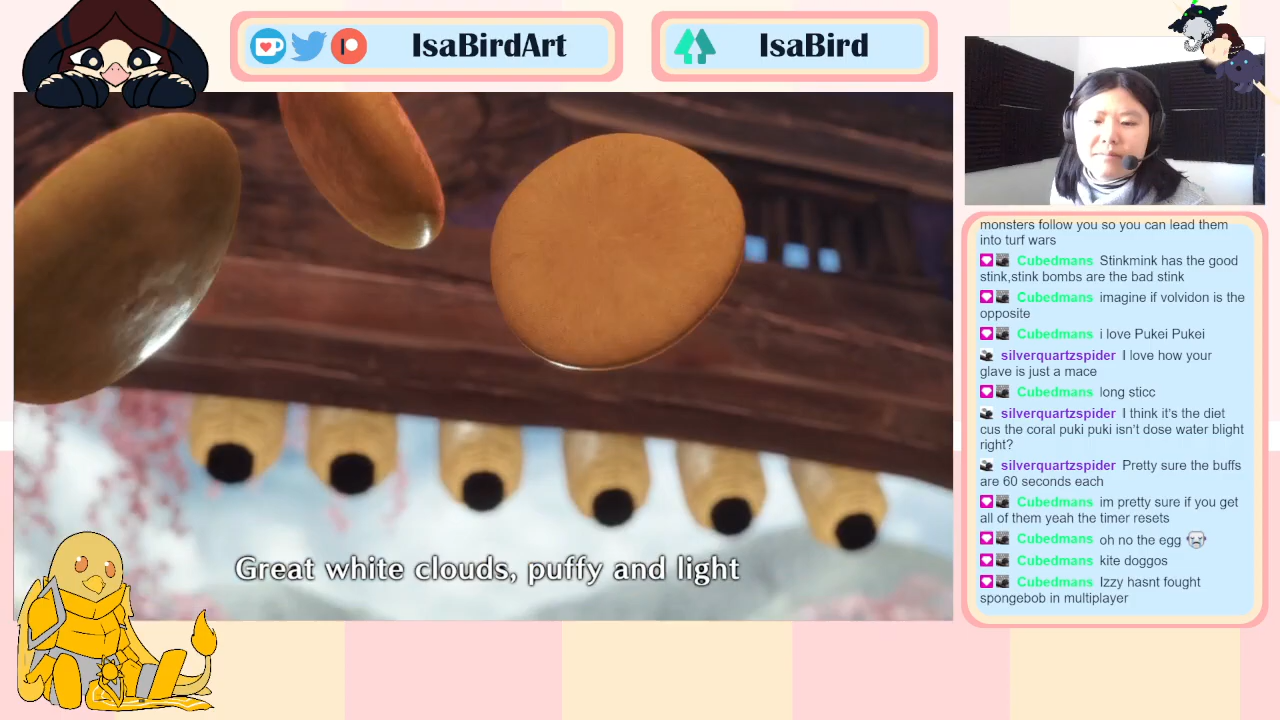 IsaBirdArt
IsaBird
monsters follow you so you can lead them
into turf wars
Cubedmans Stinkmink has the good
stink,stink bombs are the bad stink
Cubedmans imagine if volvidon is the
opposite
Cubedmans i love Pukei Pukei
silverquartzspider I love how your
glave is just a mace
Cubedmans long sticc
silverquartzspider I think it's the diet
cus the coral puki puki isn't dose water blight
right?
silverquartzspider Pretty sure the buffs
are 60 seconds each
Cubedmans im pretty sure if you get
all of them yeah the timer resets
Cubedmans oh no the egg
Cubedmans kite doggos
Cubedmans Izzy hasnt fought
spongebob in multiplayer
Great white clouds, puffy and light